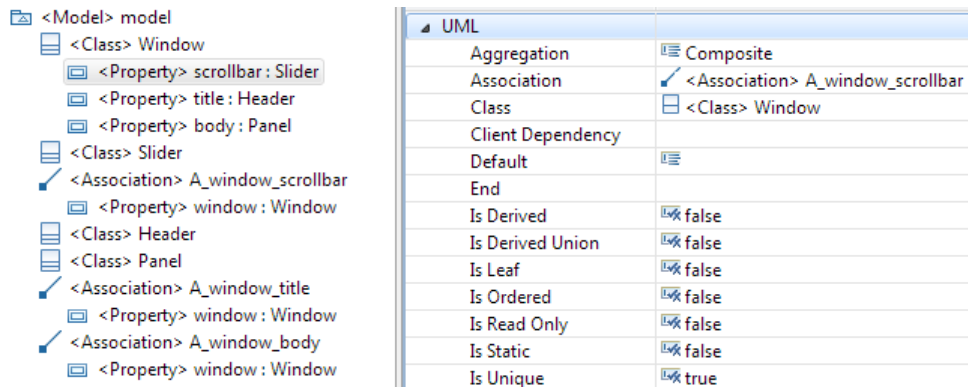 <Model> model
<Class> Window
<Property> scrollbar : Slider
<Property> title : Header
<Property> body : Panel
<Class> Slider
<Association> A_window_scrollbar
<Property> window : Window
<Class> Header
<Class> Panel
<Association> A_window_title
<Property> window : Window
<Association> A_window_body
<Property> window : Window
UML
Aggregation Composite
Association <Association> A_window_scrollbar
Class <Class> Window
Client Dependency
Default
End
Is Derived false
Is Derived Union false
Is Leaf false
Is Ordered false
Is Read Only false
Is Static false
Is Unique true